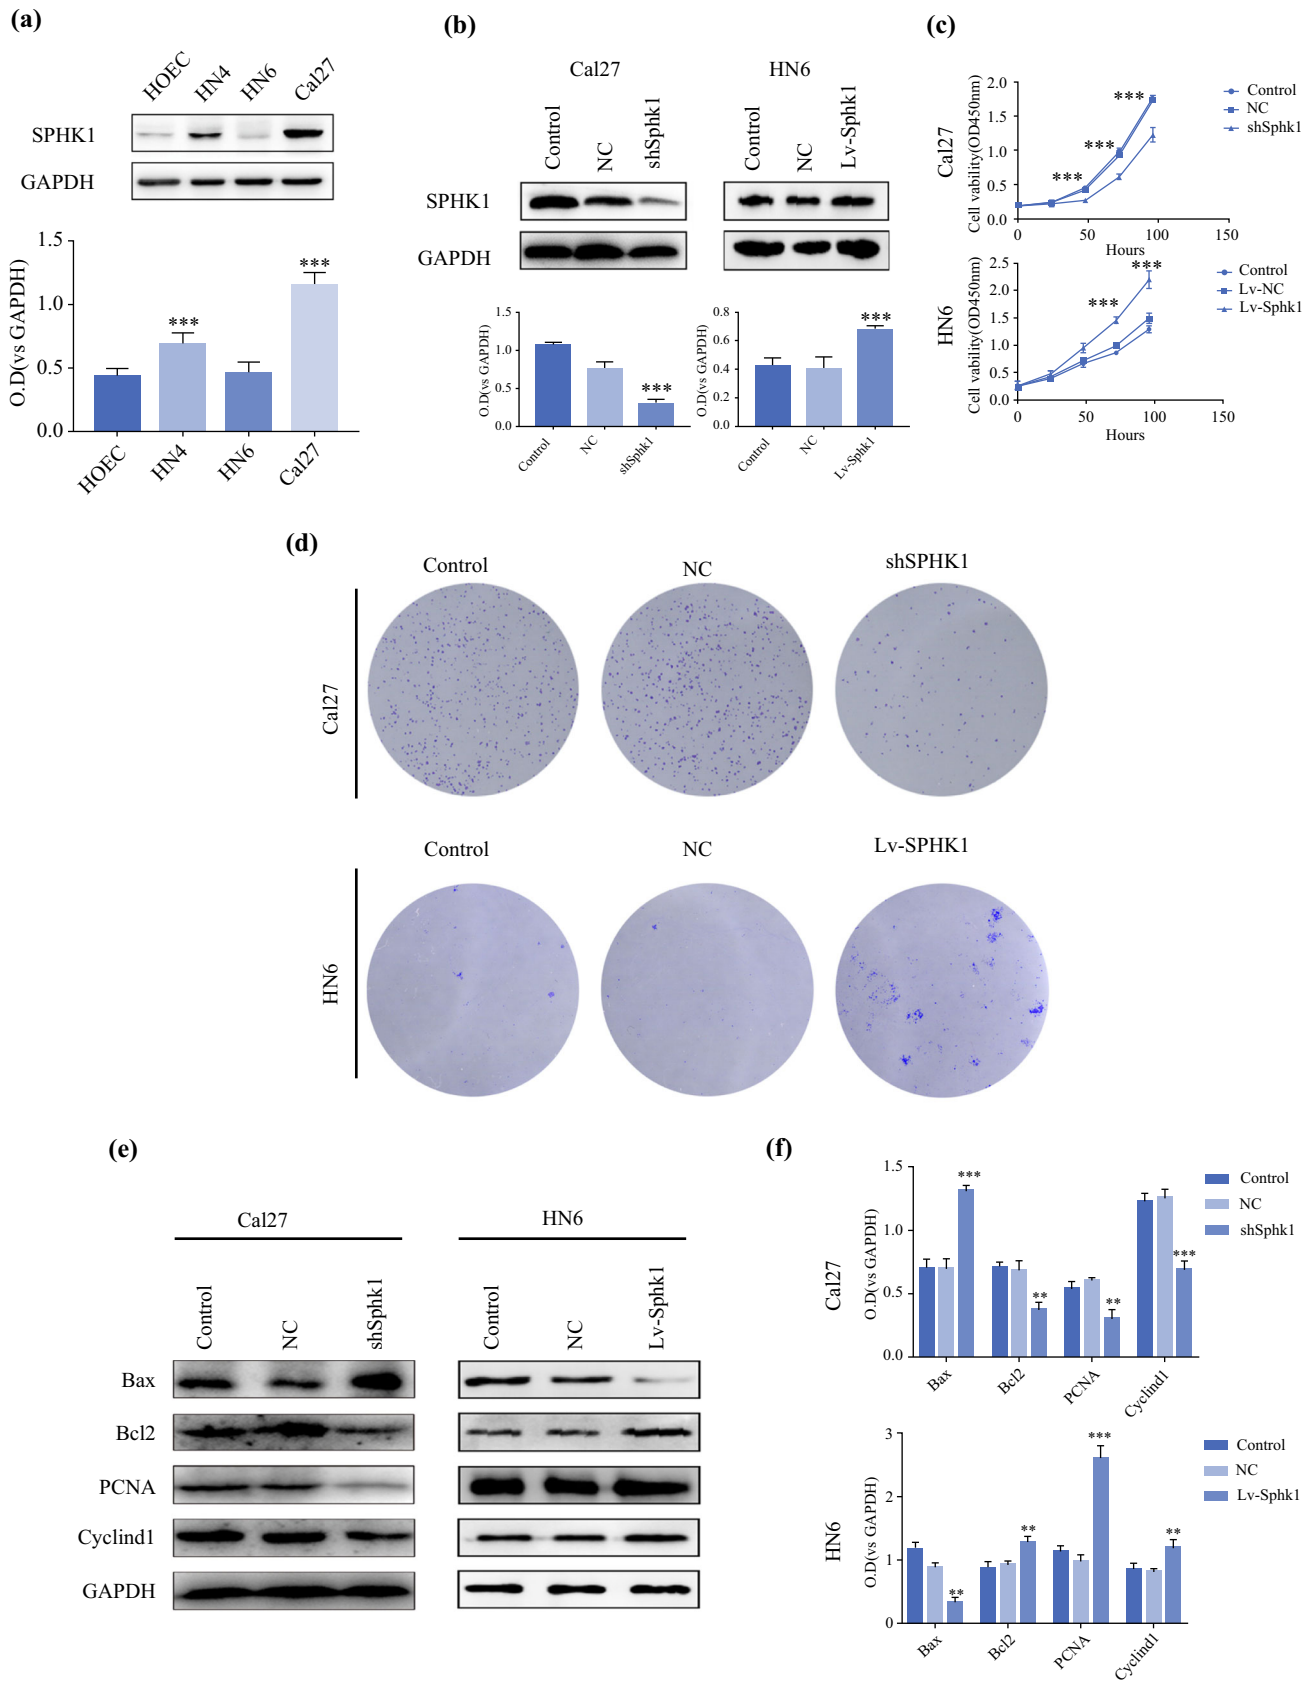 (a)
HOEC
HN4
HN6
Cal27
SPHK1
GAPDH
O.D(vs GAPDH)
1.5
1.0
0.5
0.0
***
***
HOEC
HN4
HN6
Cal27
(b)
Cal27
HN6
Control
NC
shSphk1
Control
NC
Lv-Sphk1
SPHK1
GAPDH
O.D(vs GAPDH)
1.5
1.0
0.5
0.0
***
Control
NC
shSphk1
O.D(vs GAPDH)
0.8
0.6
0.4
0.2
0.0
***
Control
NC
Lv-Sphk1
(c)
Cal27
Cell vability(OD450nm)
2.0
1.5
1.0
0.5
0.0
***
***
***
0
50
100
150
Hours
Control
NC
shSphk1
HN6
Cell vability(OD450nm)
2.5
2.0
1.5
1.0
0.5
0.0
***
***
0
50
100
150
Hours
Control
Lv-NC
Lv-Sphk1
(d)
Control
NC
shSPHK1
Cal27
Control
NC
Lv-SPHK1
HN6
(e)
Cal27
HN6
Control
NC
shSphk1
Control
NC
Lv-Sphk1
Bax
Bcl2
PCNA
Cyclind1
GAPDH
(f)
Cal27
O.D(vs GAPDH)
1.5
1.0
0.5
0.0
***
**
**
***
Bax
Bcl2
PCNA
Cyclind1
Control
NC
shSphk1
HN6
O.D(vs GAPDH)
3
2
1
0
**
**
***
**
Bax
Bcl2
PCNA
Cyclind1
Control
NC
Lv-Sphk1